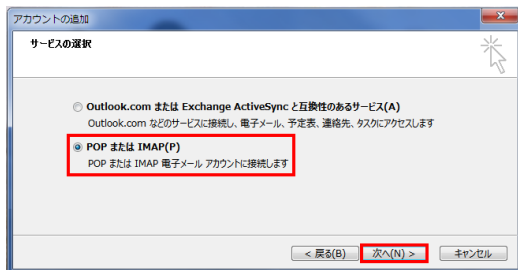 アカウントの追加
サービスの選択
Outlook.com または Exchange ActiveSync と互換性のあるサービス(A)
Outlook.com などのサービスに接続し、電子メール、予定表、連絡先、タスクにアクセスします
POP または IMAP(P)
POP または IMAP 電子メール アカウントに接続します
< 戻る(B) 次へ(N) > キャンセル